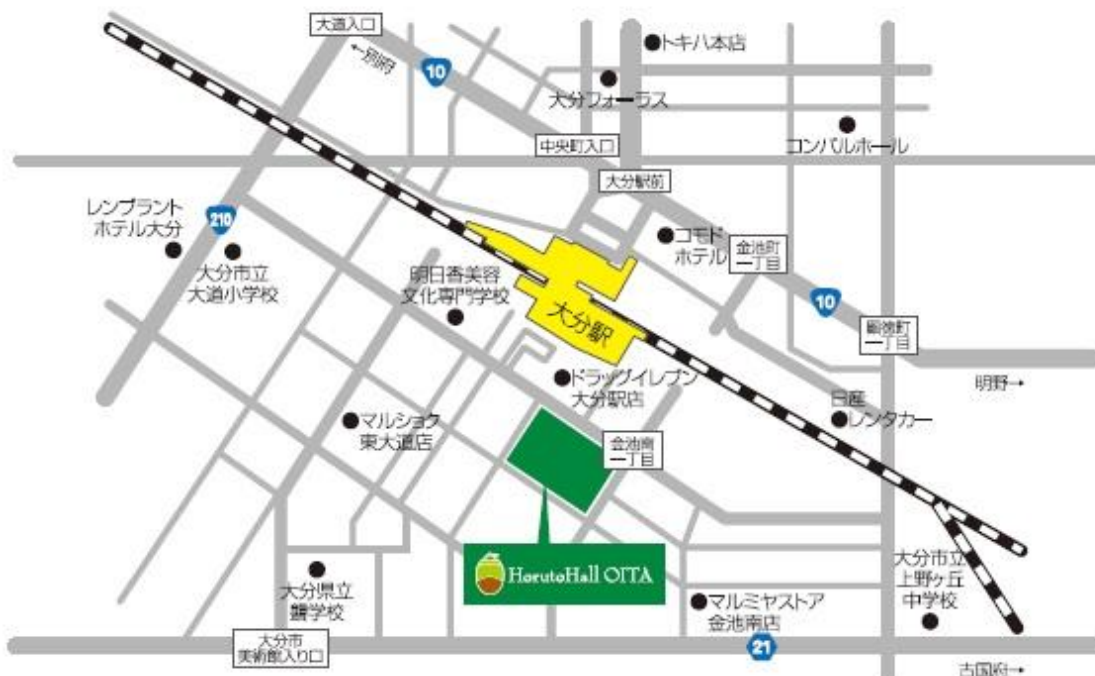 大道入口
←別府
10
トキハ本店
大分フォーラス
コンパルホール
中央町入口
大分駅前
レンブラント
ホテル大分
210
大分市立
大道小学校
明日香美容
文化専門学校
コモド
ホテル
金池町
一丁目
10
顕徳町
一丁目
大分駅
明野→
ドラッグイレブン
大分駅店
日産
レンタカー
マルショク
東大道店
金池南
一丁目
HorutoHall OITA
大分県立
聾学校
大分市立
上野ヶ丘
中学校
マルミヤストア
金池南店
大分市
美術館入り口
21
古国府→